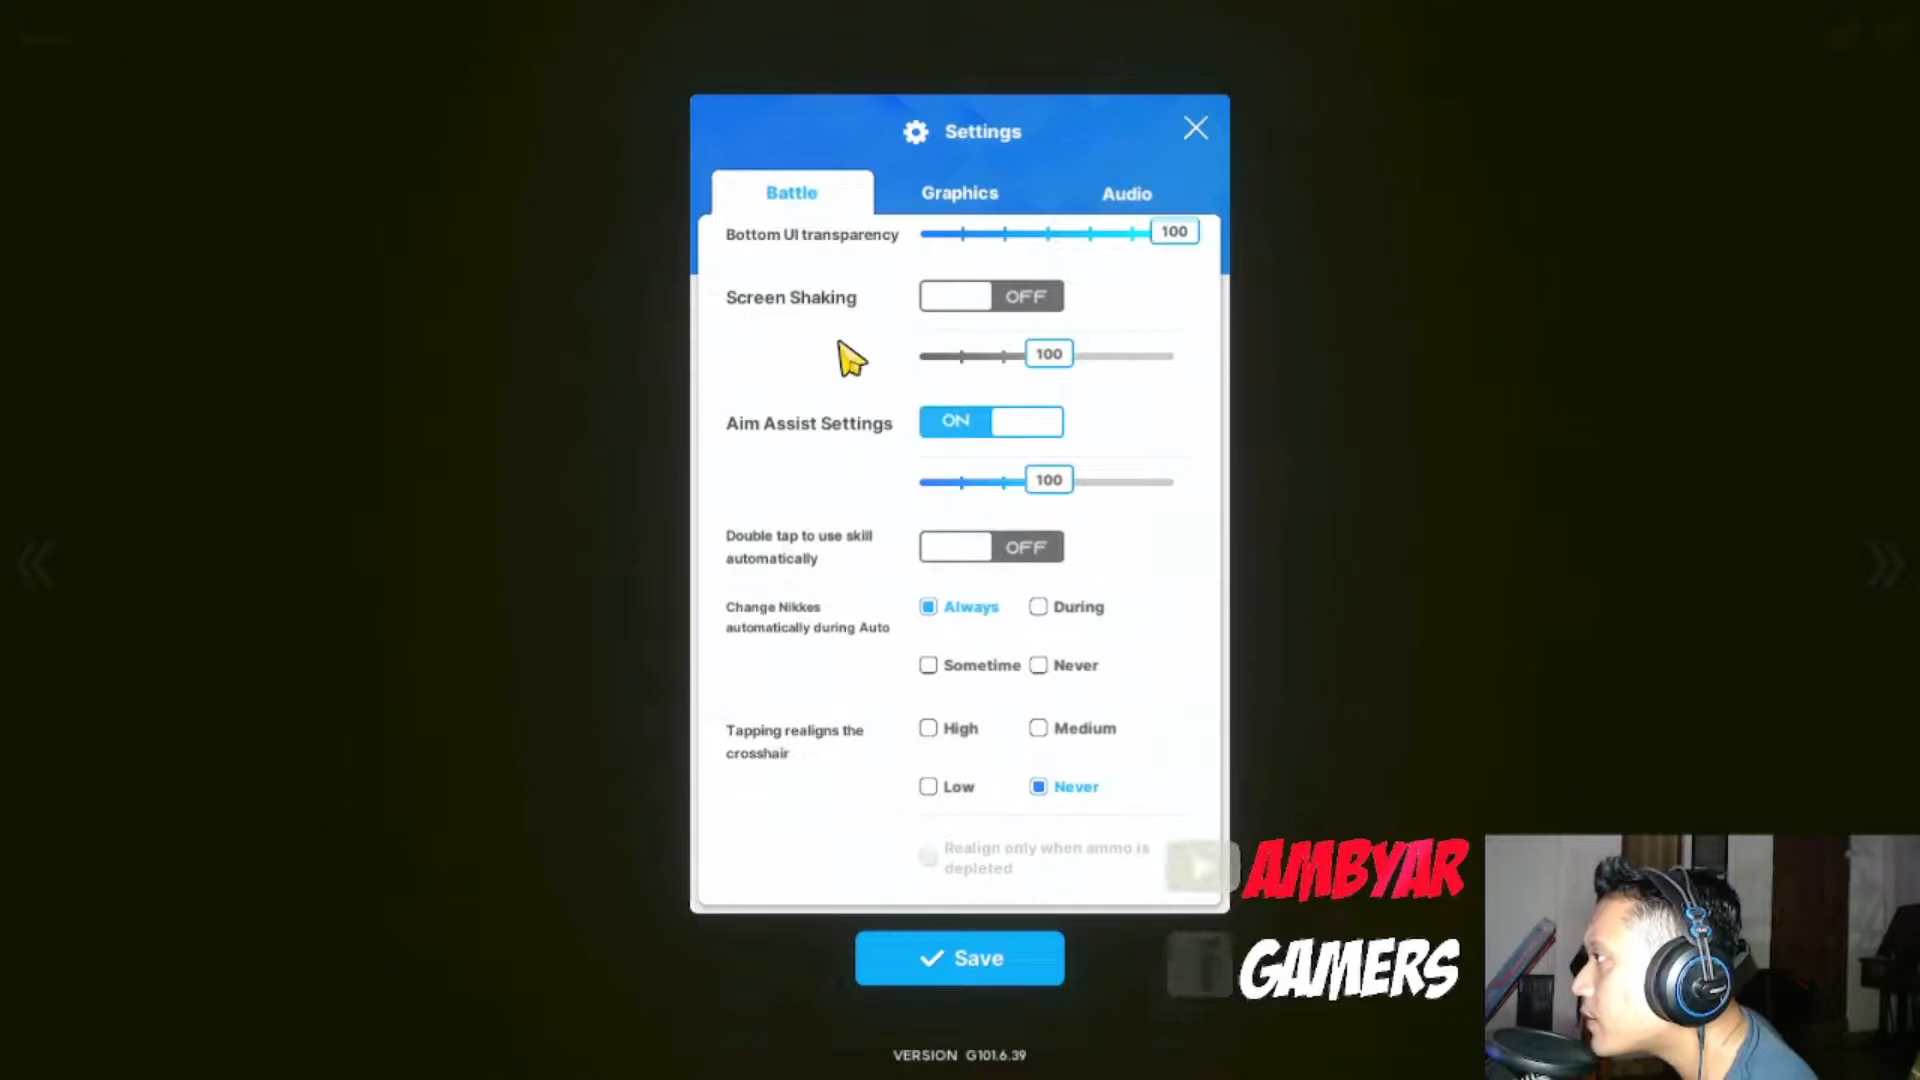 Settings
Battle
Graphics
Audio
Bottom UI transparency
100
Screen Shaking
OFF
100
Aim Assist Settings
ON
100
Double tap to use skill
automatically
OFF
Change Nikkes
automatically during Auto
Always
During
Sometime
Never
Tapping realigns the
crosshair
High
Medium
Low
Never
Realign only when ammo is
depleted
Save
AMBYAR
GAMERS
VERSION G101.6.39